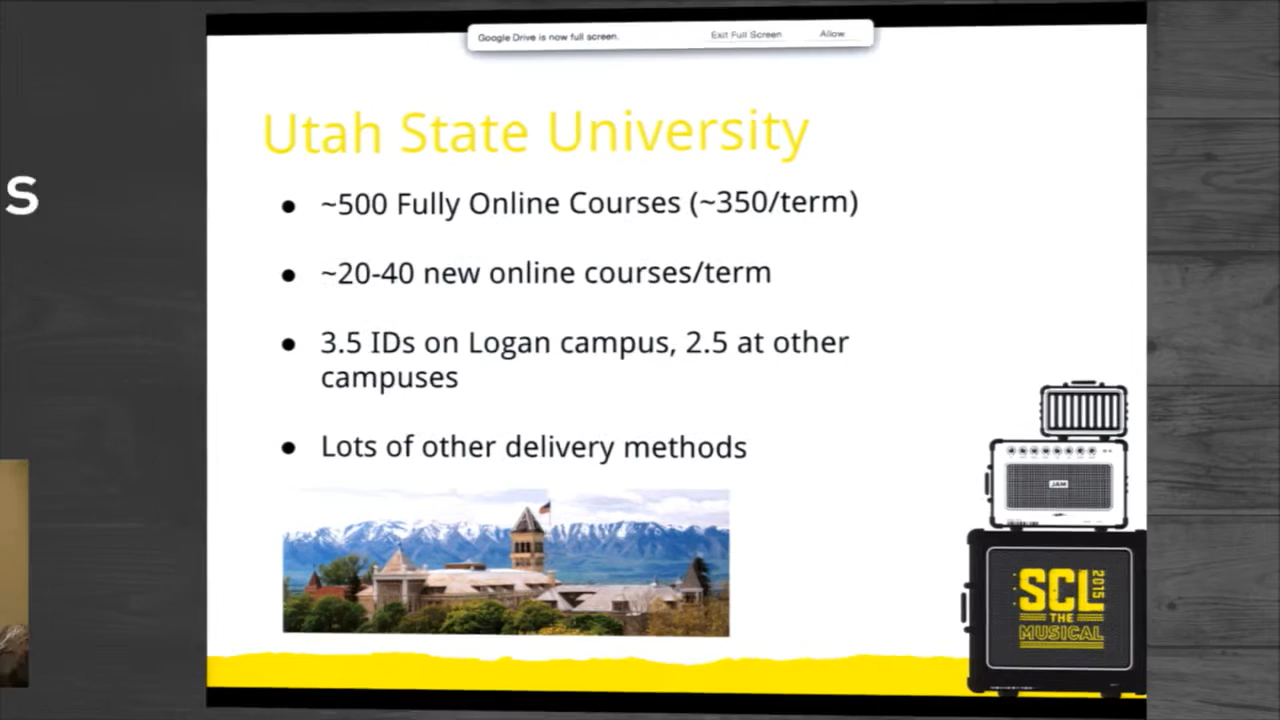 Google Drive is now full screen. Exit Full Screen Allow
s
Utah State University
~500 Fully Online Courses (~350/term)
~20-40 new online courses/term
3.5 IDs on Logan campus, 2.5 at other
campuses
Lots of other delivery methods
JAM
SCL 2015
THE
MUSICAL